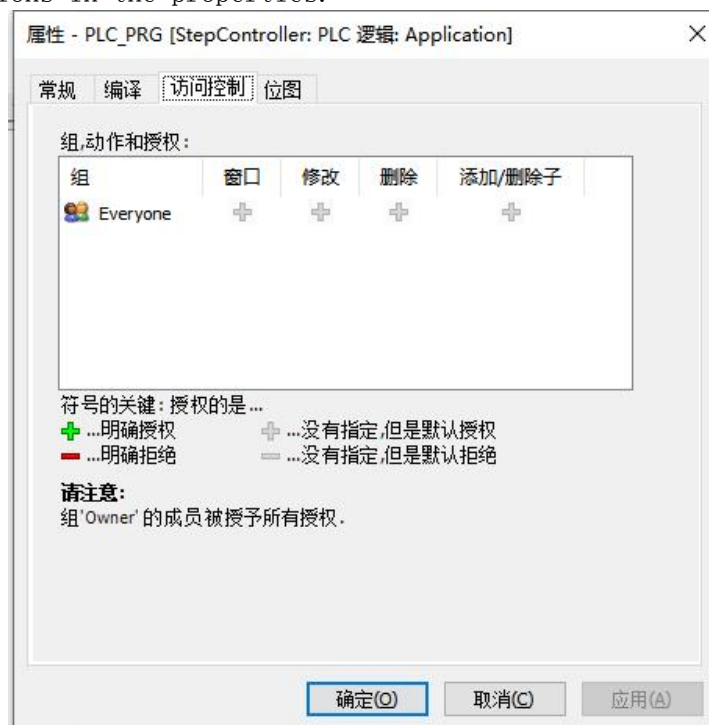 属性 - PLC_PRG [StepController: PLC 逻辑: Application]
常规 编译 访问控制 位图
组,动作和授权:
组 窗口 修改 删除 添加/删除子
Everyone
符号的关键: 授权的是...
...明确授权 ...没有指定,但是默认授权
...明确拒绝 ...没有指定,但是默认拒绝
请注意:
组'Owner' 的成员被授予所有授权.
确定(O) 取消(C) 应用(A)